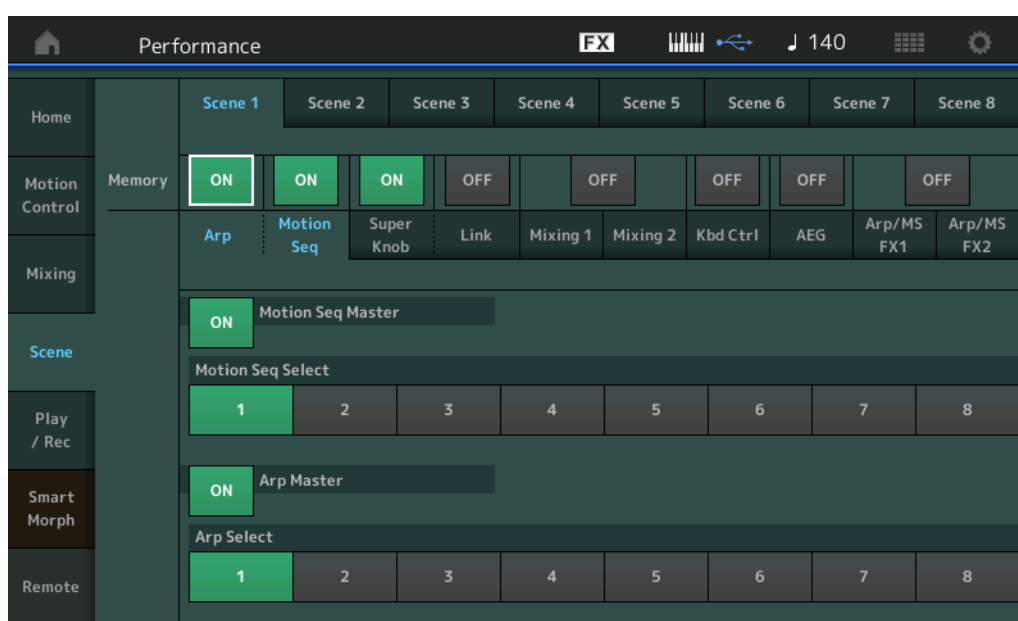 Performance FX 140
Home
Scene 1 Scene 2 Scene 3 Scene 4 Scene 5 Scene 6 Scene 7 Scene 8
Motion
Control
Memory ON ON ON OFF OFF OFF OFF OFF
Arp Motion
Seq Super
Knob Link Mixing 1 Mixing 2 Kbd Ctrl AEG Arp/MS
FX1 Arp/MS
FX2
Mixing
ON Motion Seq Master
Scene
Motion Seq Select
1 2 3 4 5 6 7 8
Play
/ Rec
ON Arp Master
Smart
Morph
Arp Select
1 2 3 4 5 6 7 8
Remote